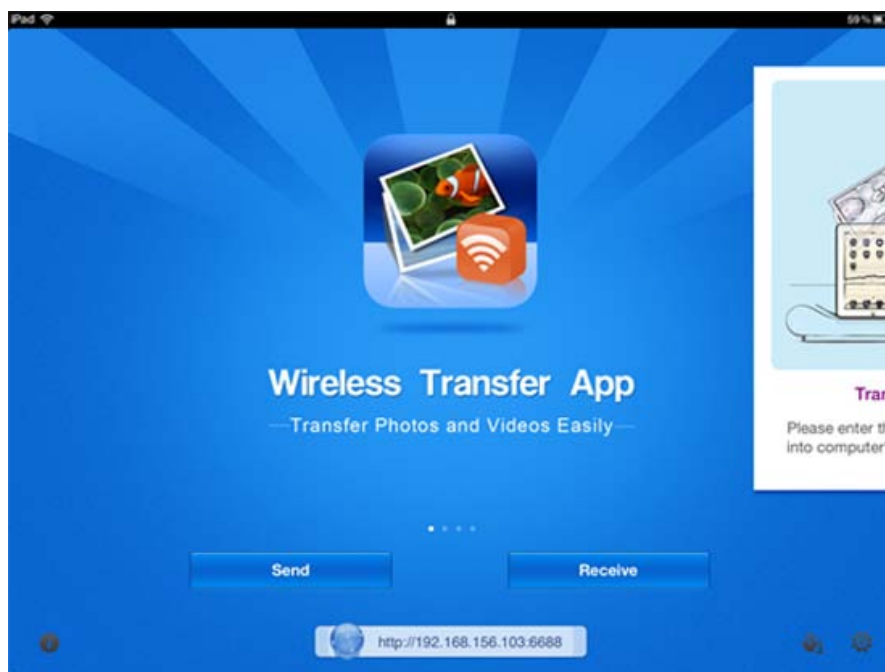 iPad
59%
Wireless Transfer App
Transfer Photos and Videos Easily
Tran
Please enter th
into computer'
Send
Receive
http://192.168.156.103:6688